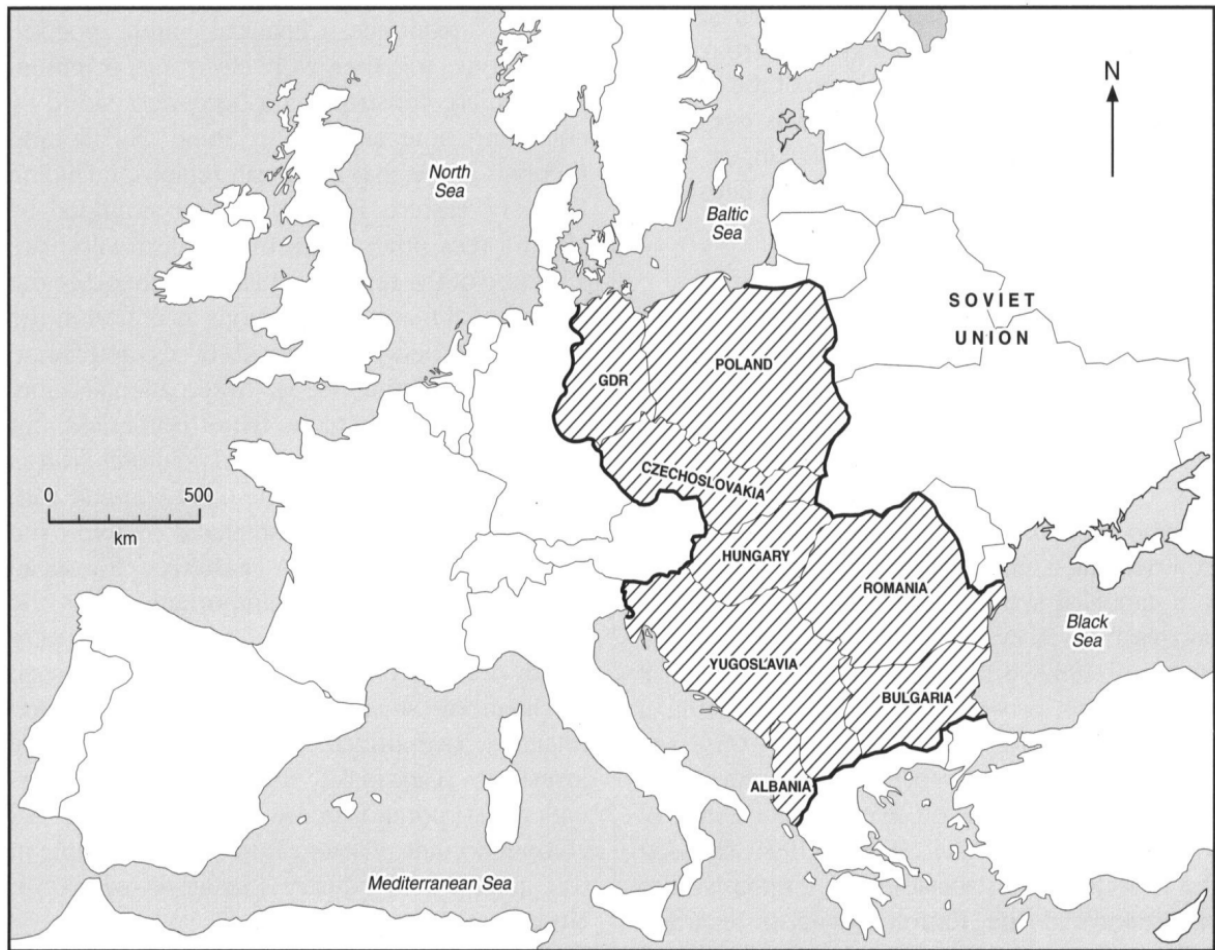 N
North
Sea
Baltic
Sea
SOVIET
UNION
POLAND
GDR
CZECHOSLOVAKIA
0 500
km
HUNGARY
ROMANIA
Black
Sea
YUGOSLAVIA
BULGARIA
ALBANIA
Mediterranean Sea